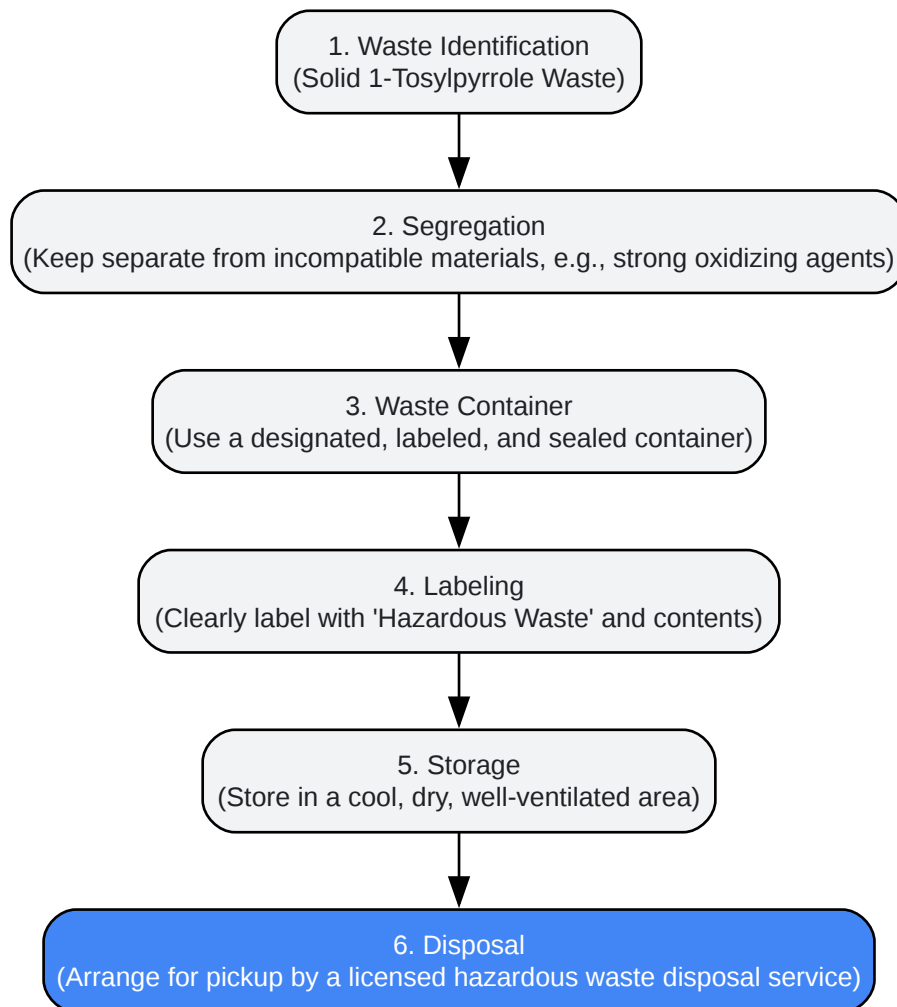 1. Waste Identification
(Solid 1-Tosylpyrrole Waste)
2. Segregation
(Keep separate from incompatible materials, e.g., strong oxidizing agents)
3. Waste Container
(Use a designated, labeled, and sealed container)
4. Labeling
(Clearly label with 'Hazardous Waste' and contents)
5. Storage
(Store in a cool, dry, well-ventilated area)
6. Disposal
(Arrange for pickup by a licensed hazardous waste disposal service)